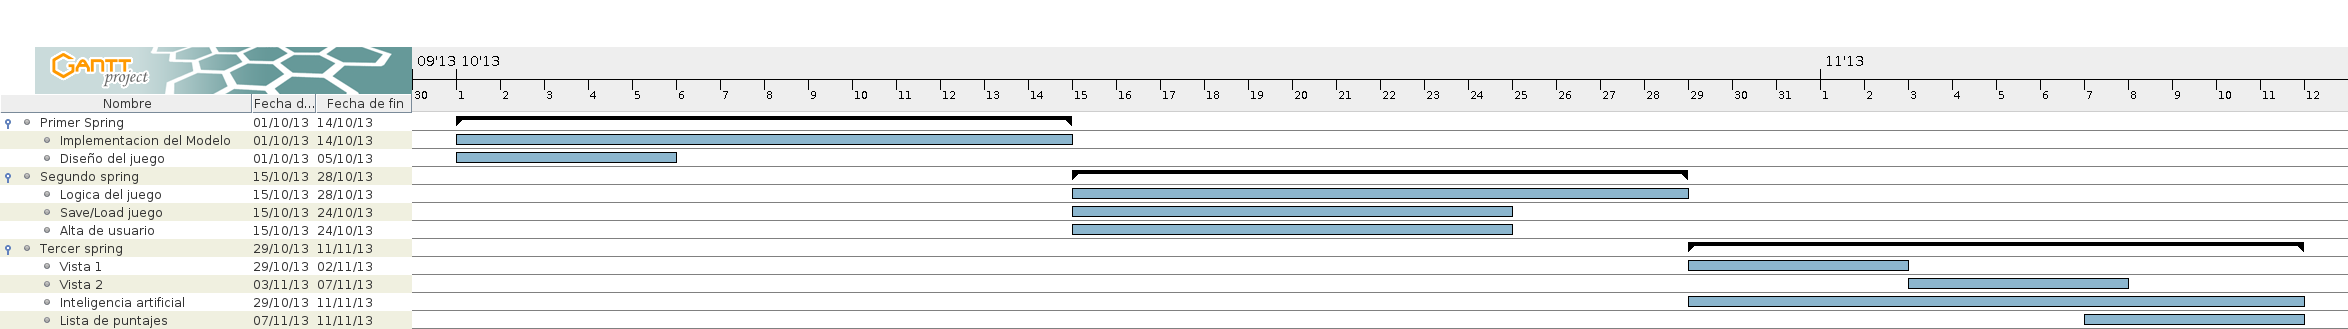 GANTT
project
09'13 10'13 11'13
30 1 2 3 4 5 6 7 8 9 10 11 12 13 14 15 16 17 18 19 20 21 22 23 24 25 26 27 28 29 30 31 1 2 3 4 5 6 7 8 9 10 11 12
Nombre Fecha d... Fecha de fin
Primer Spring 01/10/13 14/10/13
Implementacion del Modelo 01/10/13 14/10/13
Diseño del juego 01/10/13 05/10/13
Segundo spring 15/10/13 28/10/13
Logica del juego 15/10/13 28/10/13
Save/Load juego 15/10/13 24/10/13
Alta de usuario 15/10/13 24/10/13
Tercer spring 29/10/13 11/11/13
Vista 1 29/10/13 02/11/13
Vista 2 03/11/13 07/11/13
Inteligencia artificial 29/10/13 11/11/13
Lista de puntajes 07/11/13 11/11/13